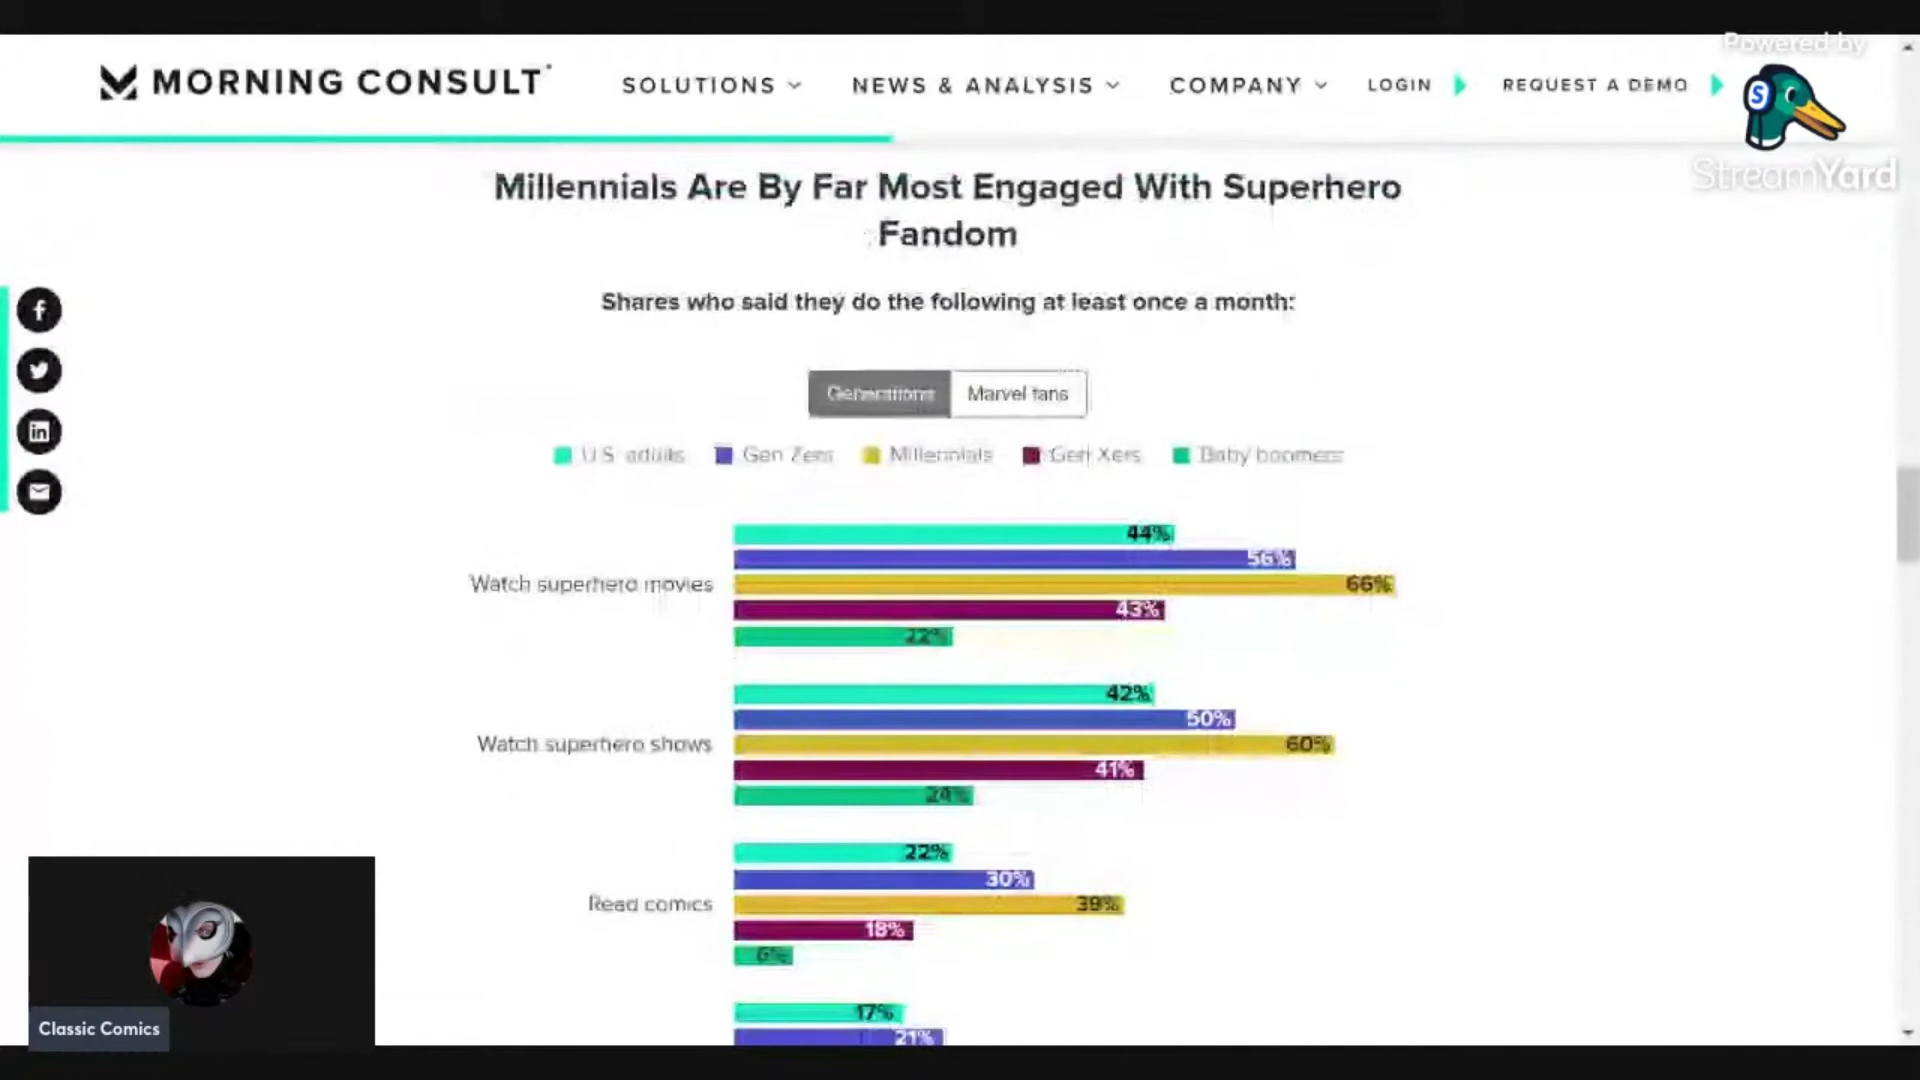 Powered by
MORNING CONSULT SOLUTIONS NEWS & ANALYSIS COMPANY LOGIN REQUEST A DEMO
StreamYard
Millennials Are By Far Most Engaged With Superhero
Fandom
Shares who said they do the following at least once a month:
Generations Marvel fans
U.S. adults Gen Zers Millennials Gen Xers Baby boomers
44%
56%
Watch superhero movies 66%
43%
22%
42%
50%
Watch superhero shows 60%
41%
24%
22%
30%
Read comics 39%
18%
6%
17%
21%
Classic Comics